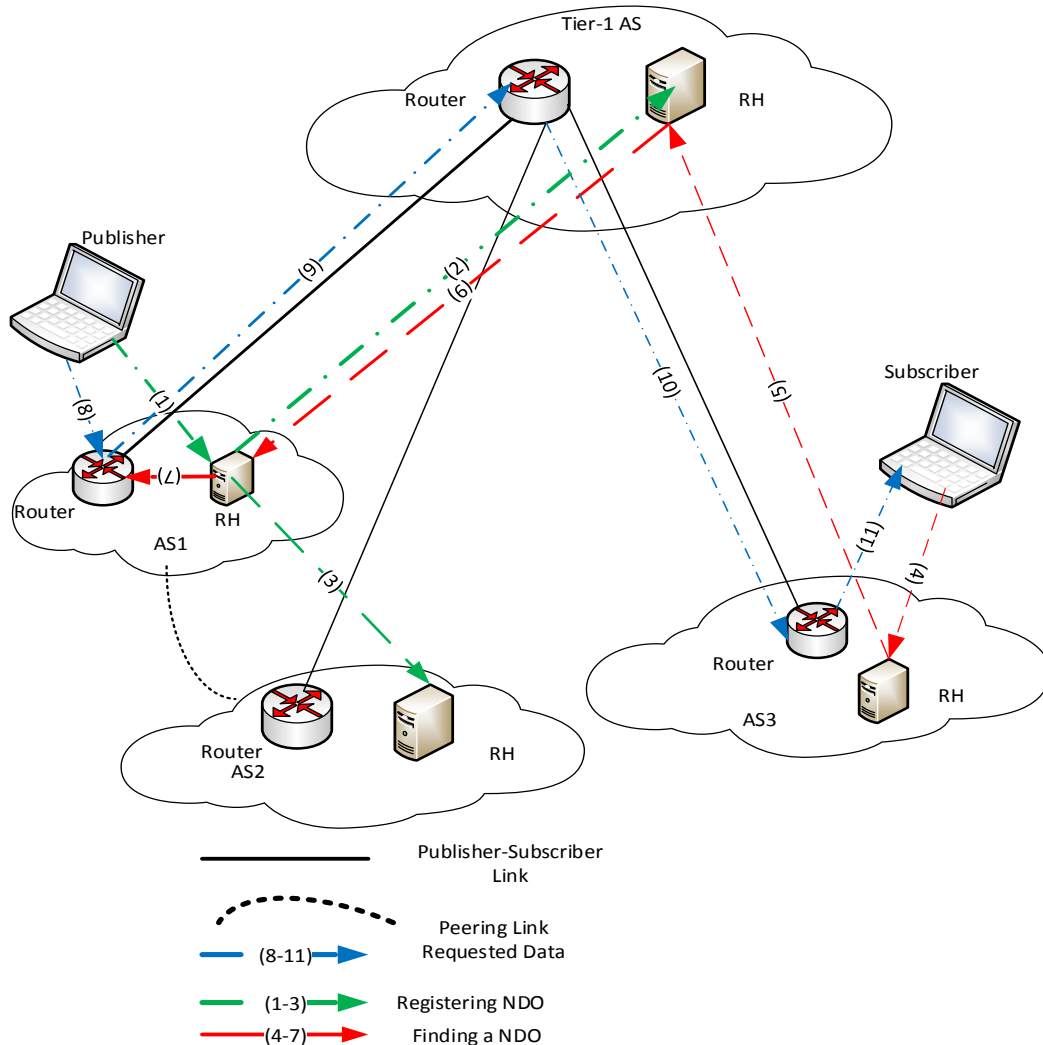 Tier-1 AS
Router
RH
Publisher
(9)
(2)
(6)
(10)
(5)
Subscriber
(8)
(1)
(7)
Router
RH
AS1
(11)
(4)
(3)
Router
RH
AS3
Router
AS2
RH
Publisher-Subscriber
Link
Peering Link
Requested Data
(8-11)
(1-3)
Registering NDO
(4-7)
Finding a NDO